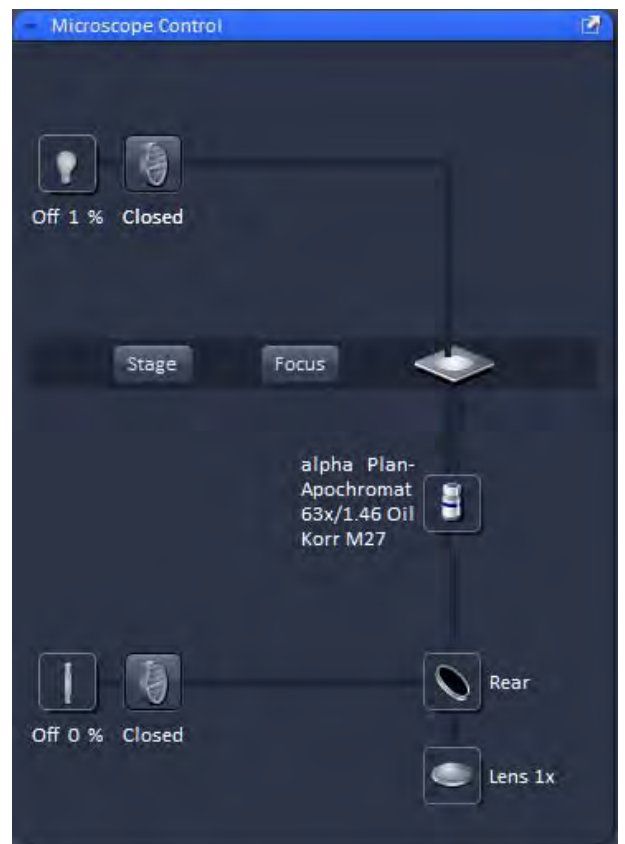 Microscope Control
Off 1 % Closed
Stage Focus
alpha Plan-
Apochromat
63x/1.46 Oil
Korr M27
Rear
Off 0 % Closed
Lens 1x